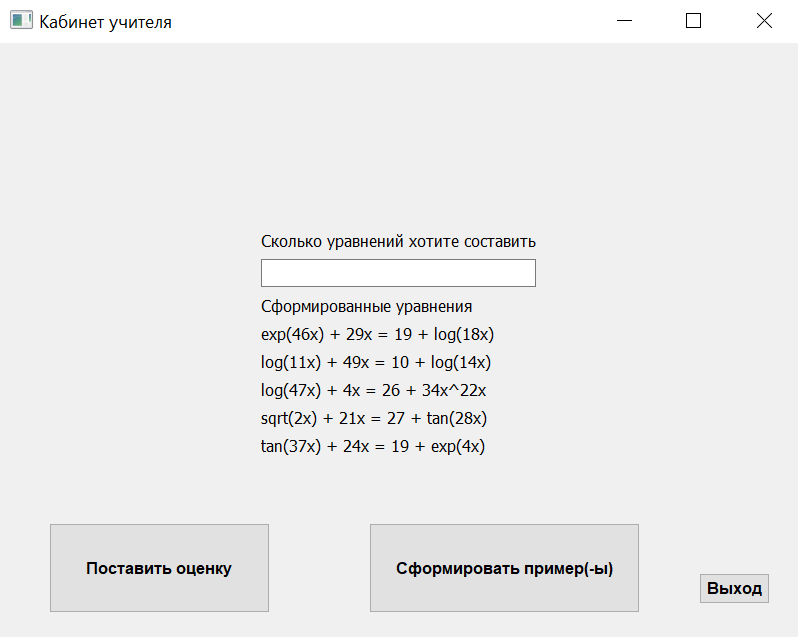 Кабинет учителя
Сколько уравнений хотите составить
Сформированные уравнения
exp(46x) + 29x = 19 + log(18x)
log(11x) + 49x = 10 + log(14x)
log(47x) + 4x = 26 + 34x^22x
sqrt(2x) + 21x = 27 + tan(28x)
tan(37x) + 24x = 19 + exp(4x)
Поставить оценку
Сформировать пример(-ы)
Выход